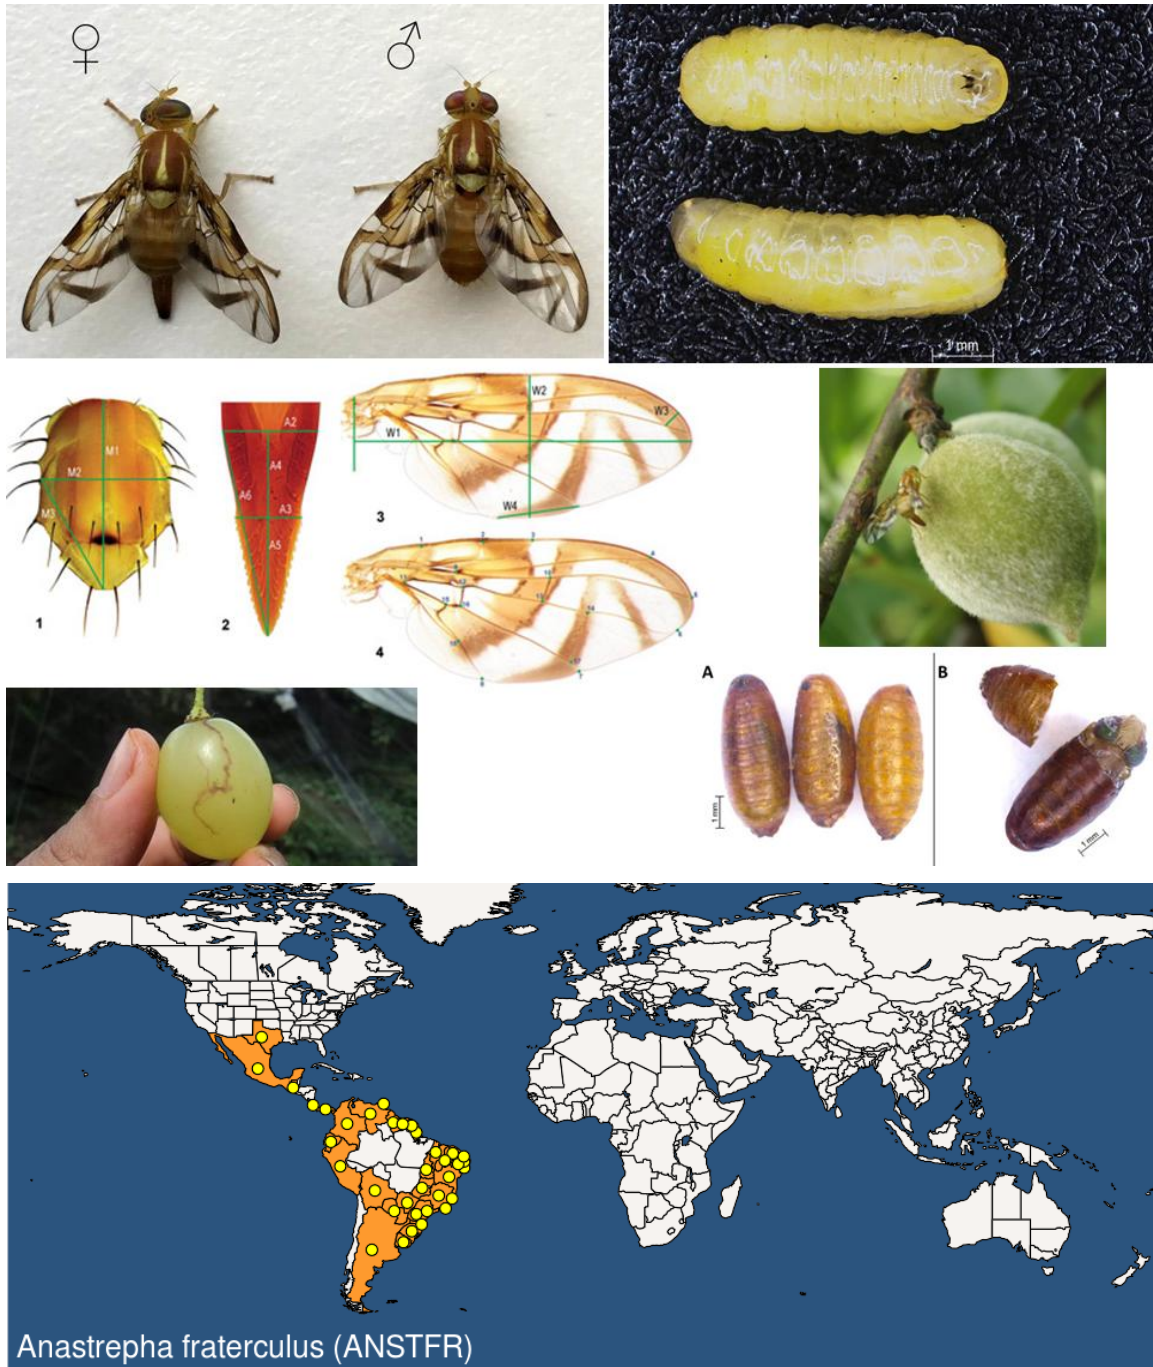 ♀ ♂
1 mm
M1
M2
M3
1
A2
A4
A6
A3
A5
2
W1
W2
W3
W4
3
4
A
1 mm
B
1 mm
Anastrepha fraterculus (ANSTFR)